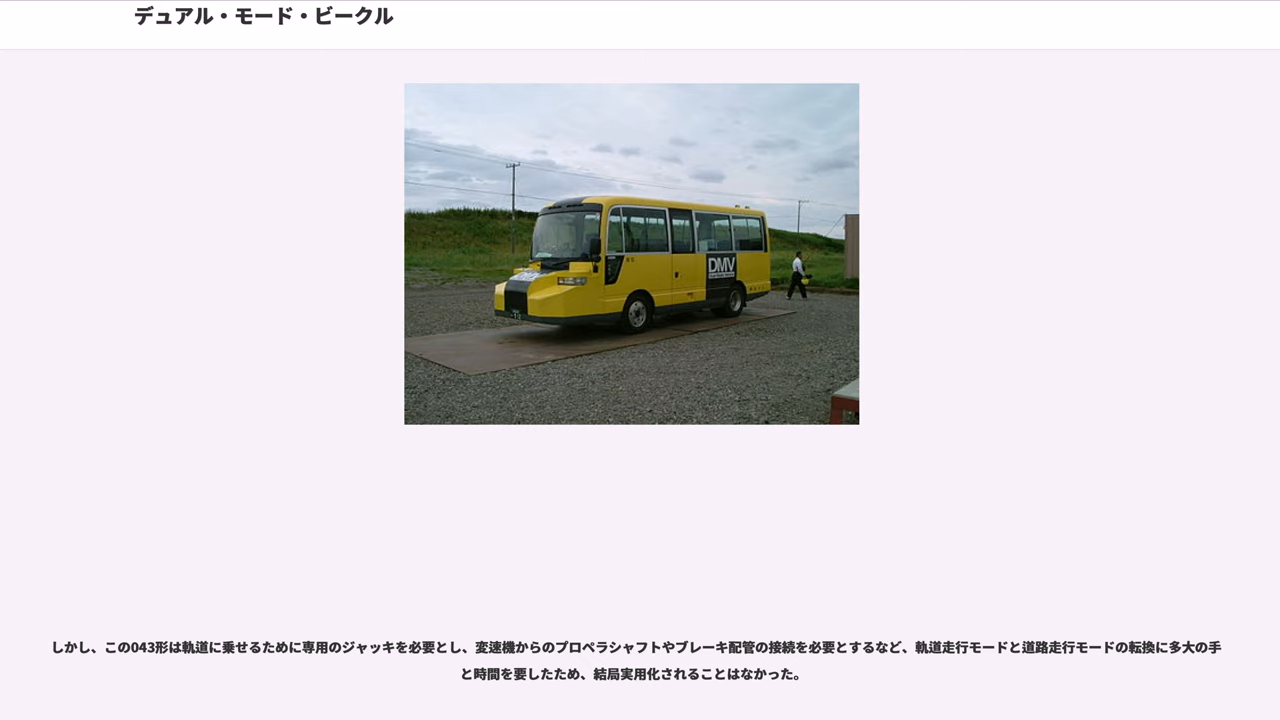 デュアル・モード・ビークル
DMV
しかし、この043形は軌道に乗せるために専用のジャッキを必要とし、変速機からのプロペラシャフトやブレーキ配管の接続を必要とするなど、軌道走行モードと道路走行モードの転換に多大の手
と時間を要したため、結局実用化されることはなかった。